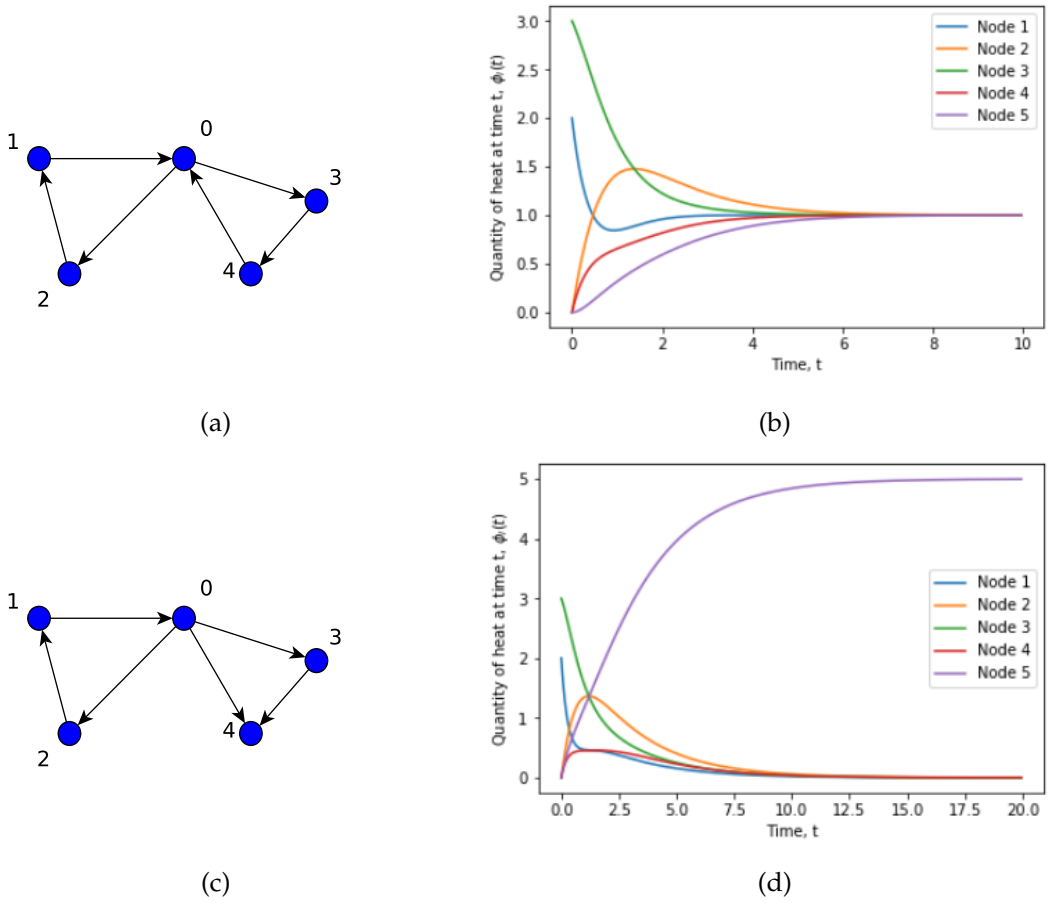 0
1
3
2
4
(a)
Quantity of heat at time t, ϕᵢ(t)
3.0
2.5
2.0
1.5
1.0
0.5
0.0
Node 1
Node 2
Node 3
Node 4
Node 5
0 2 4 6 8 10
Time, t
(b)
0
1
3
2
4
(c)
Quantity of heat at time t, ϕᵢ(t)
5
4
3
2
1
0
Node 1
Node 2
Node 3
Node 4
Node 5
0.0 2.5 5.0 7.5 10.0 12.5 15.0 17.5 20.0
Time, t
(d)